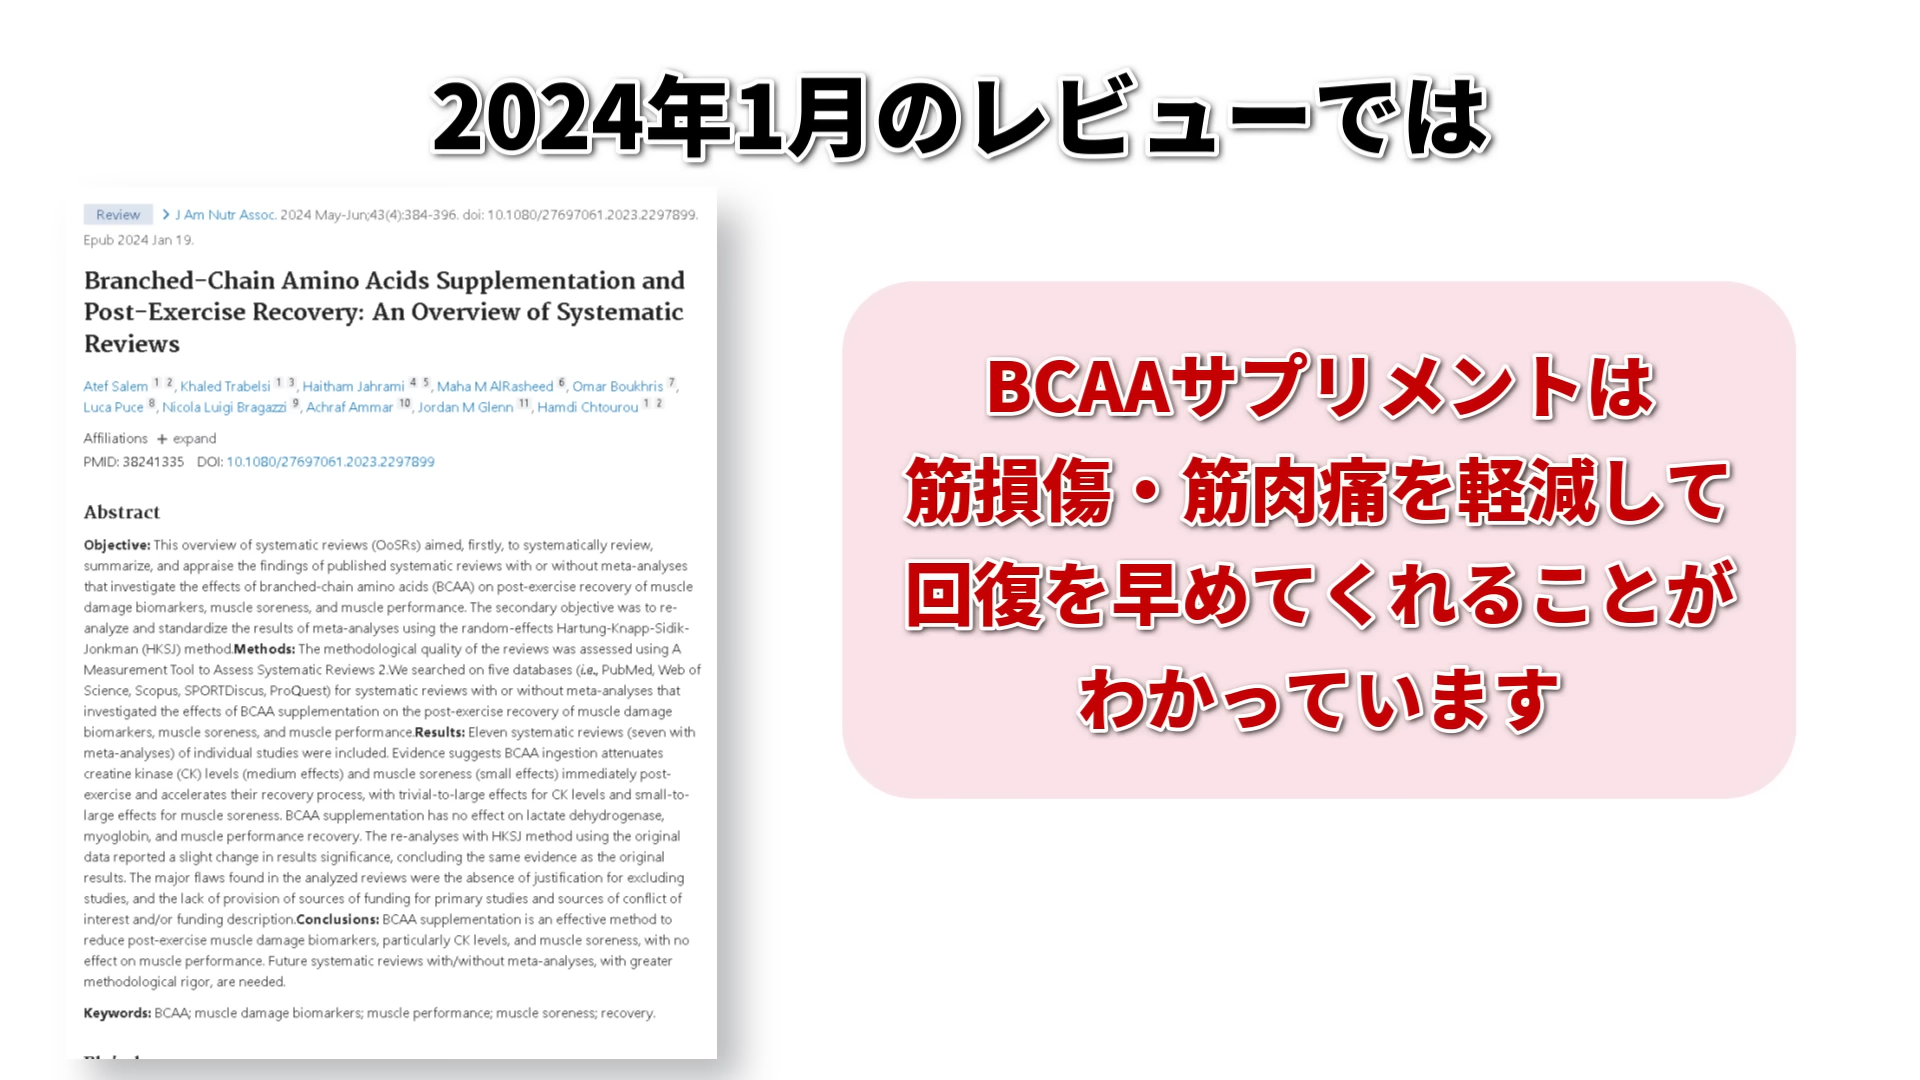 2024年1月のレビューでは
Review > J Am Nutr Assoc. 2024 May-Jun;43(4):384-396. doi: 10.1080/27697061.2023.2297899.
Epub 2024 Jan 19.
Branched-Chain Amino Acids Supplementation and
Post-Exercise Recovery: An Overview of Systematic
Reviews
Atef Salem 1 2, Khaled Trabelsi 1 3, Haitham Jahrami 4 5, Maha M AlRasheed 6, Omar Boukhris 7,
Luca Puce 8, Nicola Luigi Bragazzi 9, Achraf Ammar 10, Jordan M Glenn 11, Hamdi Chtourou 1 2
Affiliations + expand
PMID: 38241335 DOI: 10.1080/27697061.2023.2297899
Abstract
Objective: This overview of systematic reviews (OoSRs) aimed, firstly, to systematically review,
summarize, and appraise the findings of published systematic reviews with or without meta-analyses
that investigate the effects of branched-chain amino acids (BCAA) on post-exercise recovery of muscle
damage biomarkers, muscle soreness, and muscle performance. The secondary objective was to re-
analyze and standardize the results of meta-analyses using the random-effects Hartung-Knapp-Sidik-
Jonkman (HKSJ) method.Methods: The methodological quality of the reviews was assessed using A
Measurement Tool to Assess Systematic Reviews 2.We searched on five databases (i.e., PubMed, Web of
Science, Scopus, SPORTDiscus, ProQuest) for systematic reviews with or without meta-analyses that
investigated the effects of BCAA supplementation on the post-exercise recovery of muscle damage
biomarkers, muscle soreness, and muscle performance.Results: Eleven systematic reviews (seven with
meta-analyses) of individual studies were included. Evidence suggests BCAA ingestion attenuates
creatine kinase (CK) levels (medium effects) and muscle soreness (small effects) immediately post-
exercise and accelerates their recovery process, with trivial-to-large effects for CK levels and small-to-
large effects for muscle soreness. BCAA supplementation has no effect on lactate dehydrogenase,
myoglobin, and muscle performance recovery. The re-analyses with HKSJ method using the original
data reported a slight change in results significance, concluding the same evidence as the original
results. The major flaws found in the analyzed reviews were the absence of justification for excluding
studies, and the lack of provision of sources of funding for primary studies and sources of conflict of
interest and/or funding description.Conclusions: BCAA supplementation is an effective method to
reduce post-exercise muscle damage biomarkers, particularly CK levels, and muscle soreness, with no
effect on muscle performance. Future systematic reviews with/without meta-analyses, with greater
methodological rigor, are needed.
Keywords: BCAA; muscle damage biomarkers; muscle performance; muscle soreness; recovery.
BCAAサプリメントは
筋損傷・筋肉痛を軽減して
回復を早めてくれることが
わかっています